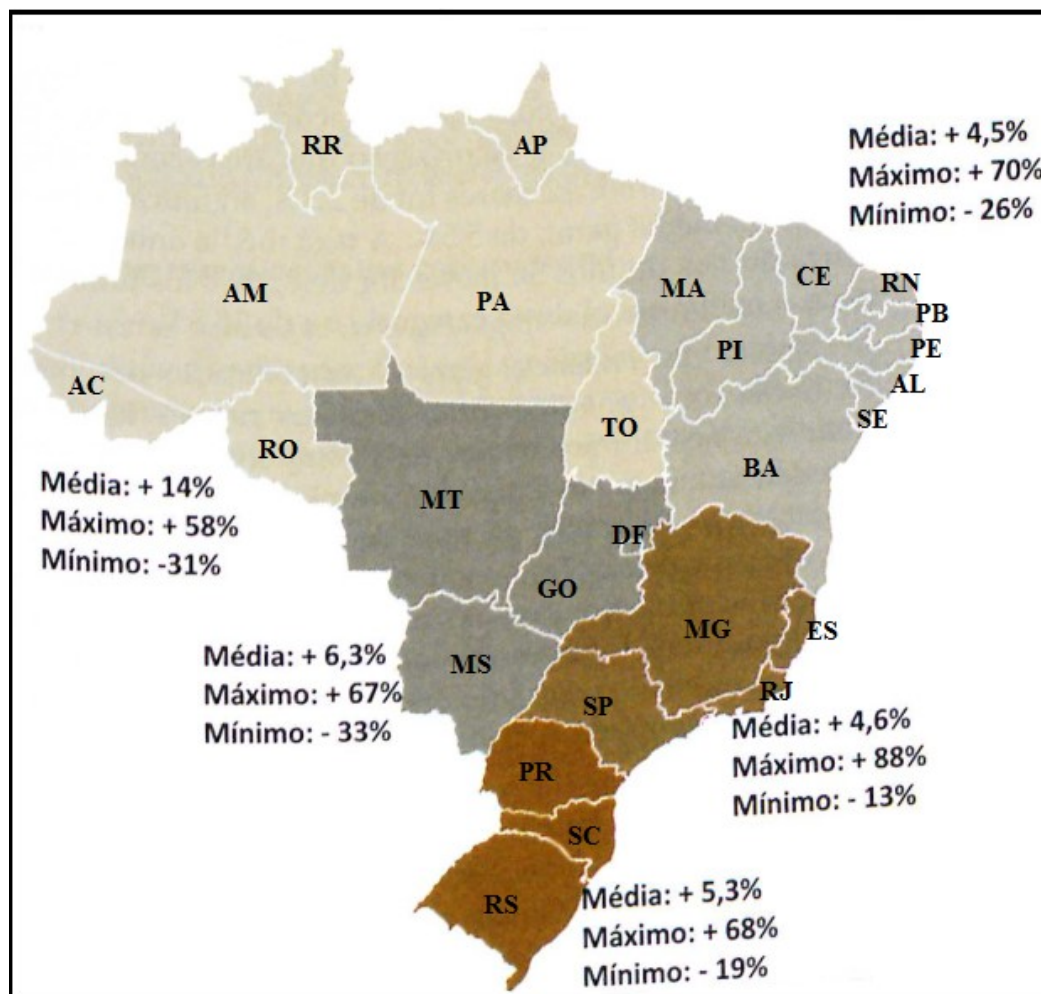 RR
AP
Média: + 4,5%
Máximo: + 70%
Mínimo: - 26%
AM
PA
MA
CE
RN
PB
PI
PE
AC
AL
SE
TO
RO
BA
MT
Média: + 14%
Máximo: + 58%
Mínimo: -31%
DF
GO
MG
ES
MS
Média: + 6,3%
Máximo: + 67%
Mínimo: - 33%
SP
RJ
Média: + 4,6%
Máximo: + 88%
Mínimo: - 13%
PR
SC
RS
Média: + 5,3%
Máximo: + 68%
Mínimo: - 19%